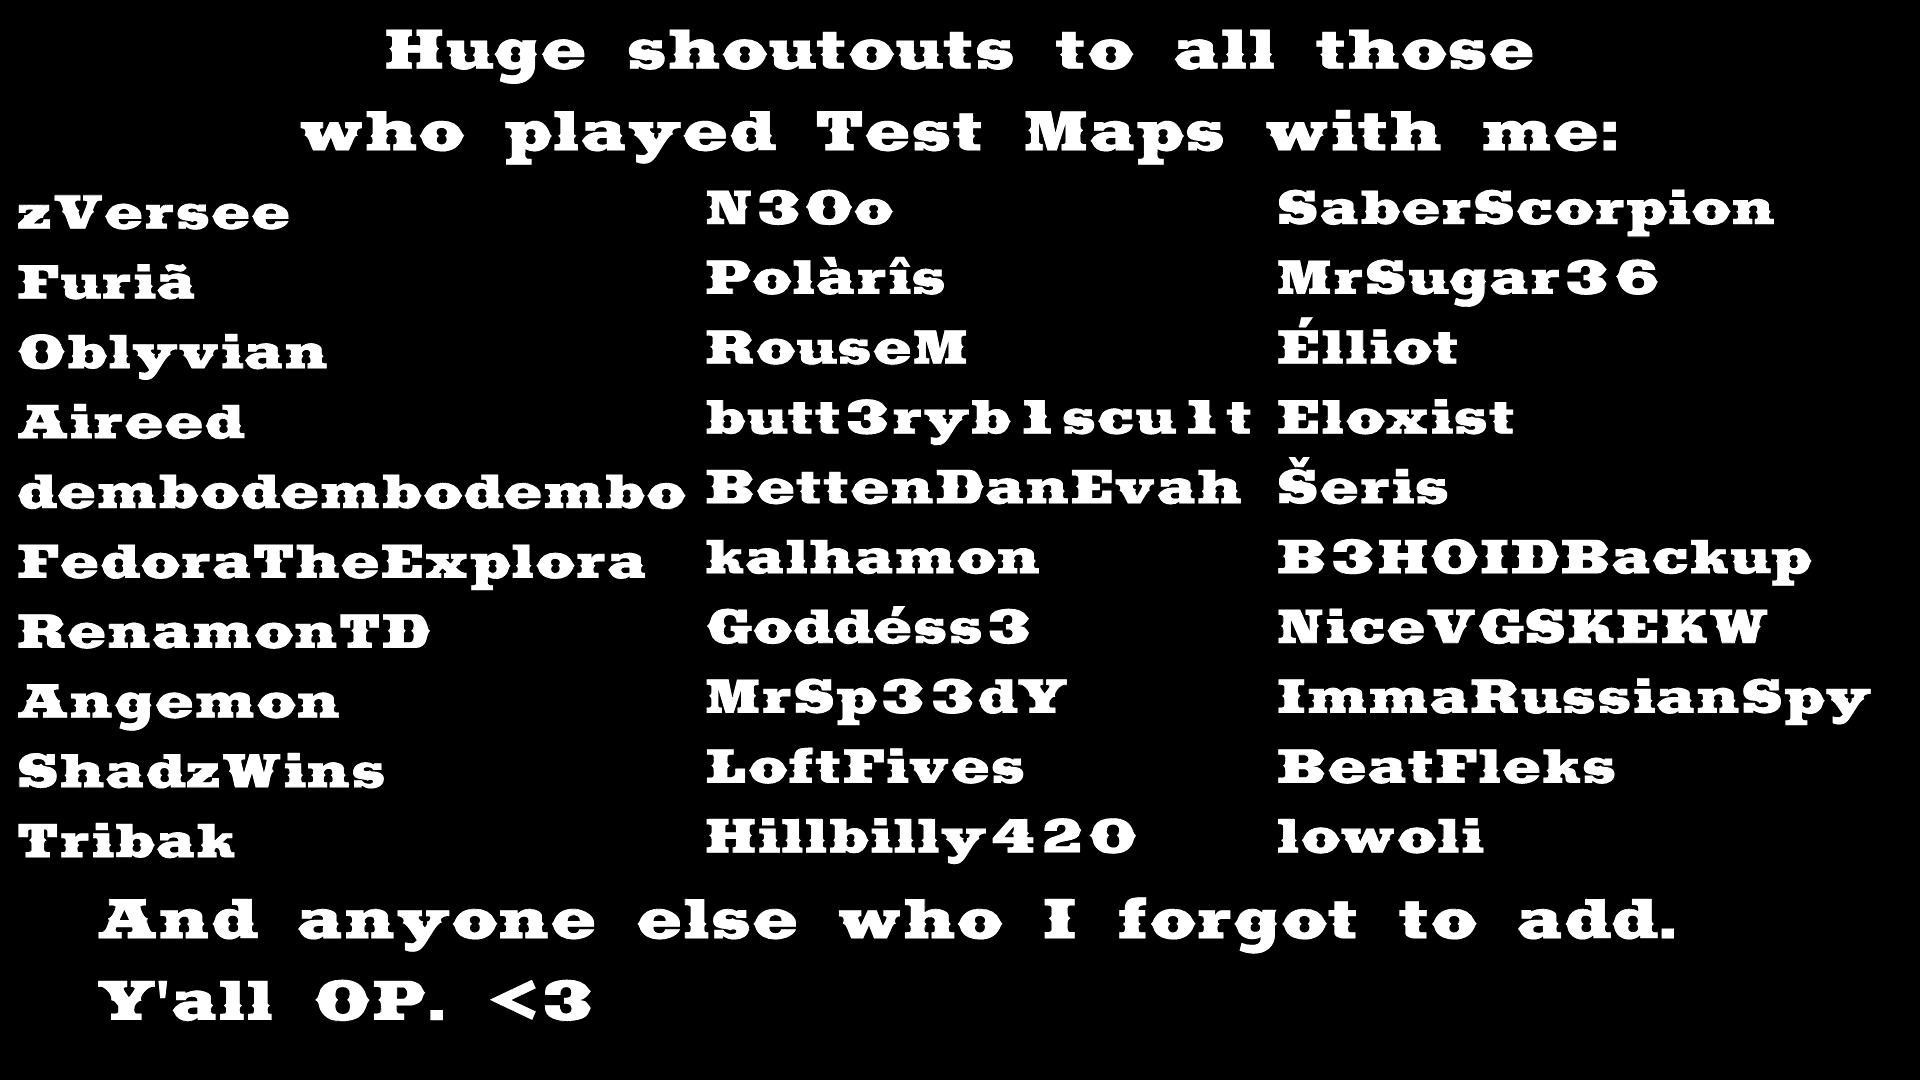 Huge shoutouts to all those
who played Test Maps with me:
zVersee
Furiã
Oblyvian
Aireed
dembodembodembo
FedoraTheExplora
RenamonTD
Angemon
ShadzWins
Tribak
N3Oo
Polàrîs
RouseM
butt3ryb1scu1t
BettenDanEvah
kalhamon
Goddéss3
MrSp33dY
LoftFives
Hillbilly420
SaberScorpion
MrSugar36
Élliot
Eloxist
Šeris
B3HOIDBackup
NiceVGSKEKW
ImmaRussianSpy
BeatFleks
lowoli
And anyone else who I forgot to add.
Y'all OP. <3